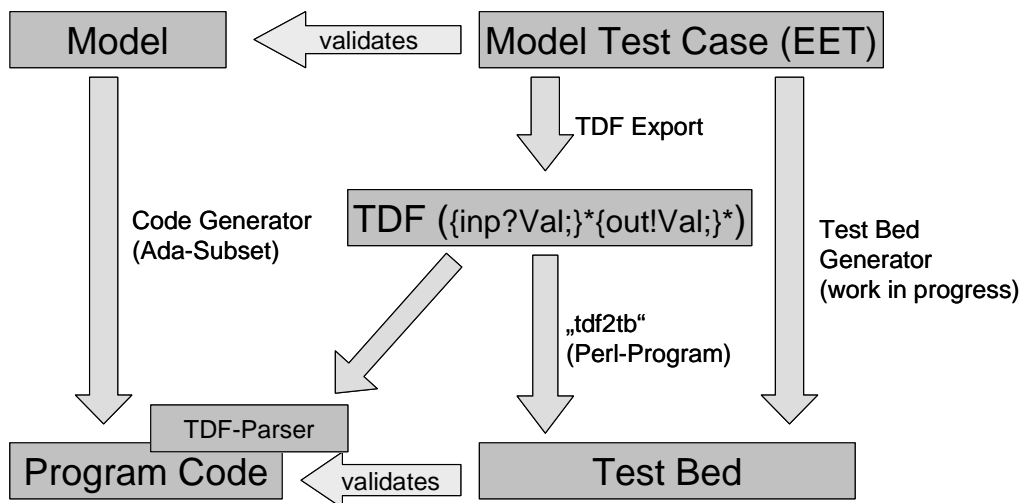 Model
validates
Model Test Case (EET)
TDF Export
TDF ({inp?Val;}*{out!Val;}*)
Code Generator
(Ada-Subset)
Test Bed
Generator
(work in progress)
„tdf2tb“
(Perl-Program)
TDF-Parser
Program Code
validates
Test Bed